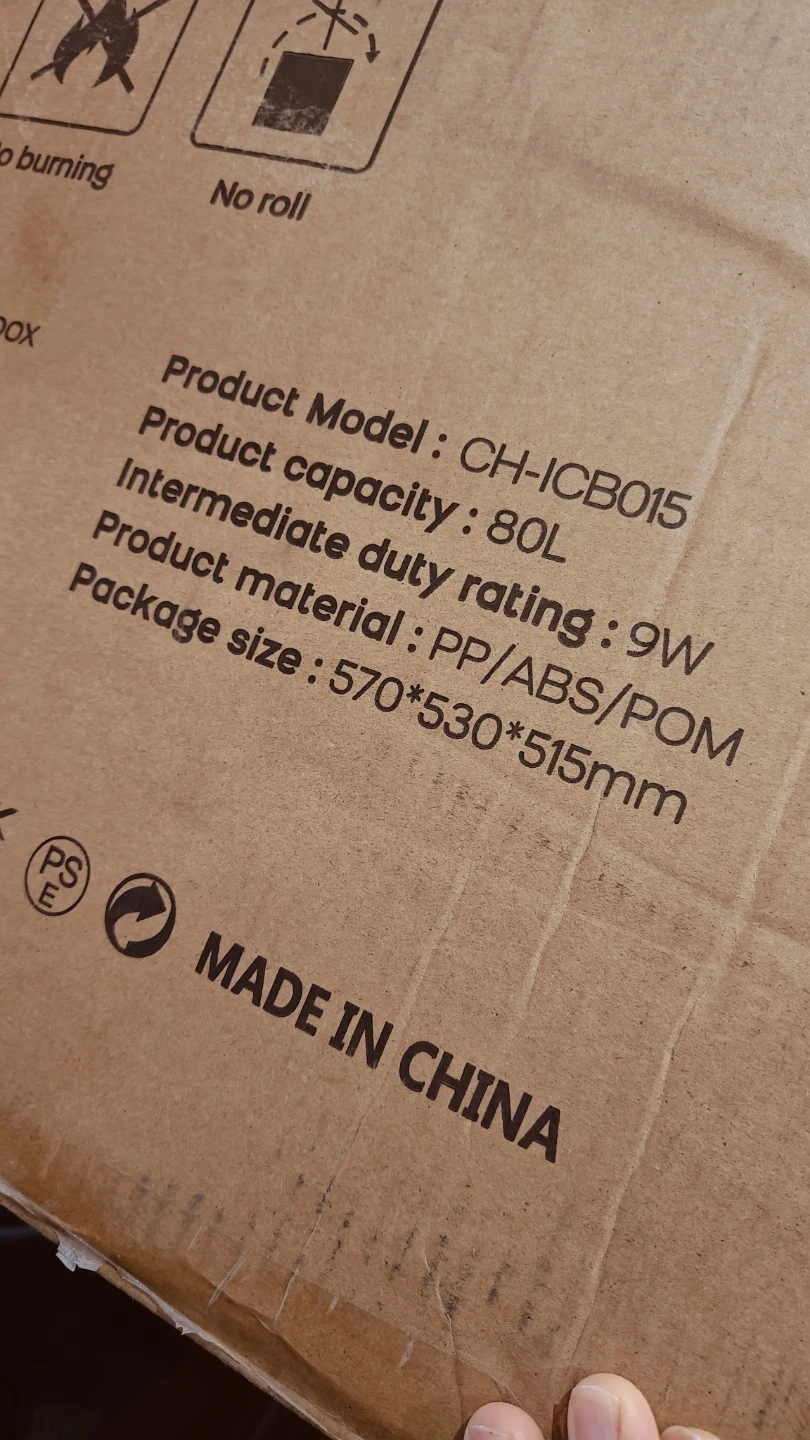 burning
No roll
Product Model : CH-ICB015
Product capacity : 80L
Intermediate duty rating : 9W
Product material : PP/ABS/POM
Package size : 570*530*515mm
PS
E
MADE IN CHINA